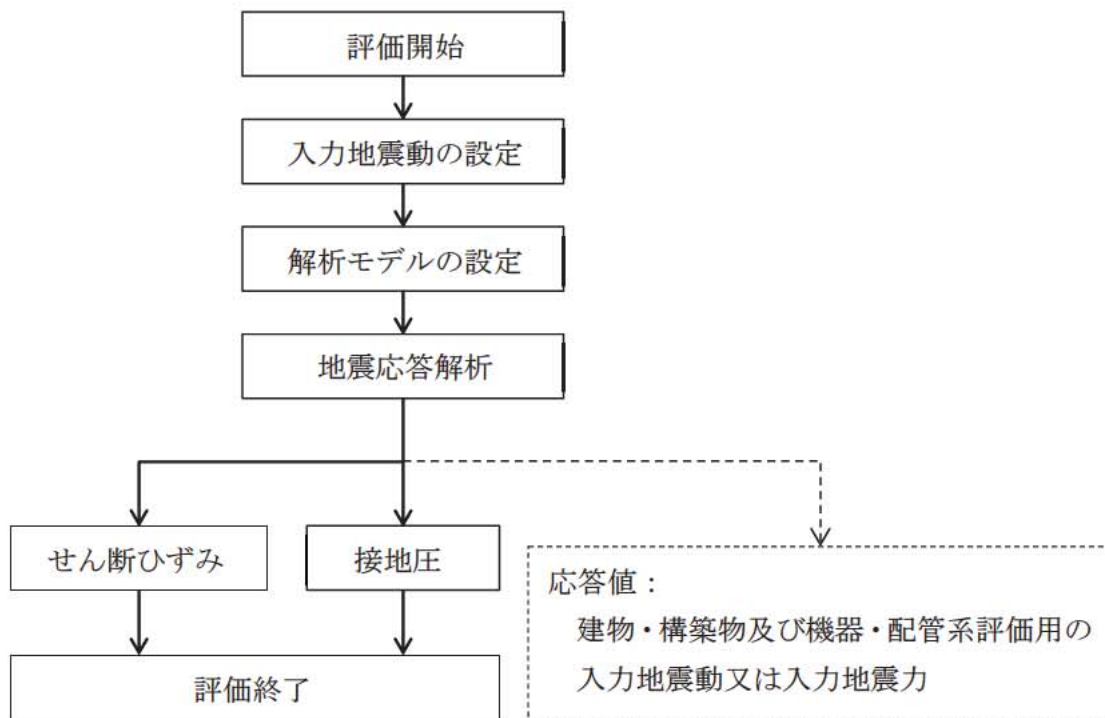 評価開始
入力地震動の設定
解析モデルの設定
地震応答解析
せん断ひずみ
接地圧
応答値：
建物・構築物及び機器・配管系評価用の
入力地震動又は入力地震力
評価終了